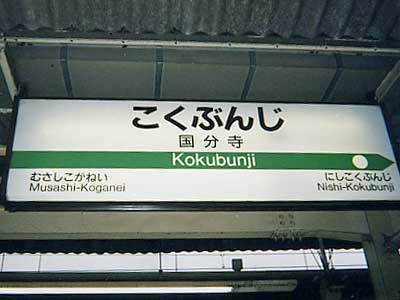 こくぶんじ
国分寺
Kokubunji
むさしこがねい
Musashi-Koganei
にしこくぶんじ
Nishi-Kokubunji